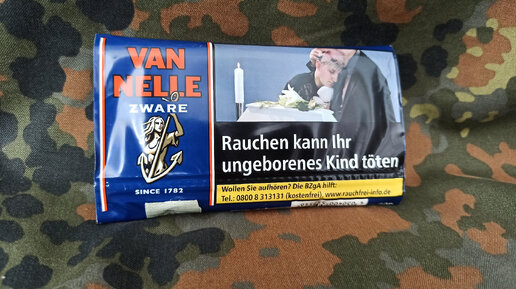 VAN
NELLE
ZWARE
SINCE 1782
Rauchen kann Ihr
ungeborenes Kind töten
Wollen Sie aufhören? Die BZgA hilft:
Tel.: 0800 8 313131 (kostenfrei), www.rauchfrei-info.de